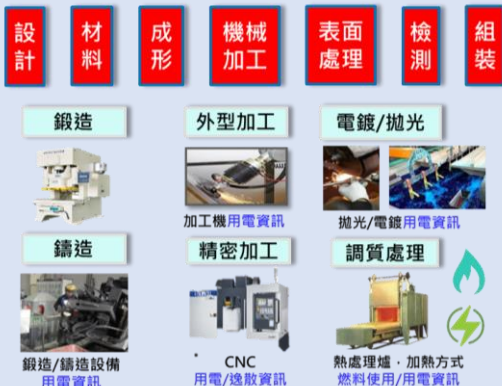 設計
材料
成形
機械加工
表面處理
檢測
組裝
鍛造
外型加工
電鍍/拋光
加工機用電資訊
拋光/電鍍用電資訊
鑄造
精密加工
調質處理
鍛造/鑄造設備
用電資訊
CNC
用電/逸散資訊
熱處理爐．加熱方式
燃料使用/用電資訊